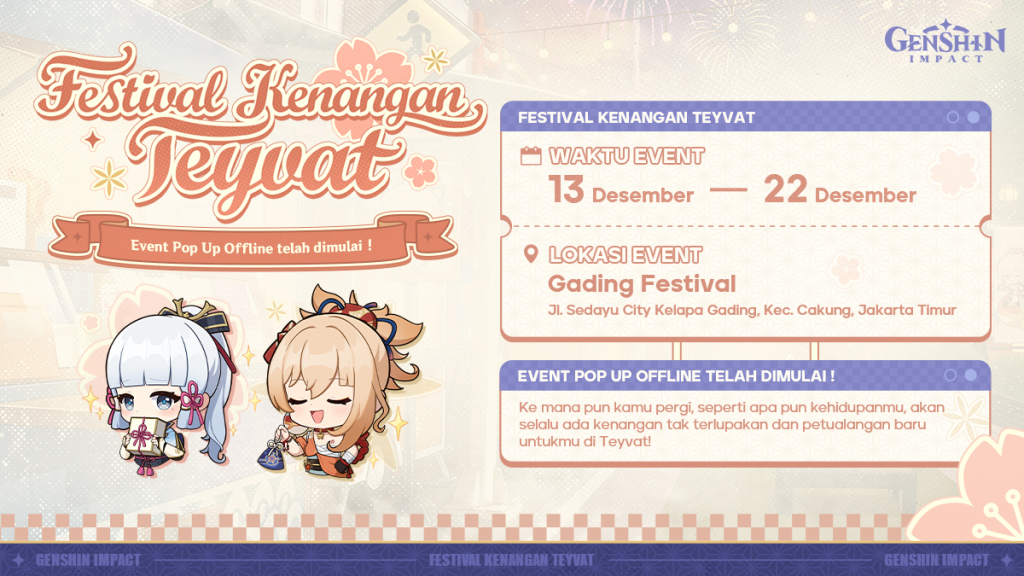 Festival Kenangan
Teyvat
Event Pop Up Offline telah dimulai !
GENSHIN
IMPACT
FESTIVAL KENANGAN TEYVAT
WAKTU EVENT
13 Desember — 22 Desember
LOKASI EVENT
Gading Festival
Jl. Sedayu City Kelapa Gading, Kec. Cakung, Jakarta Timur
EVENT POP UP OFFLINE TELAH DIMULAI !
Ke mana pun kamu pergi, seperti apa pun kehidupanmu, akan
selalu ada kenangan tak terlupakan dan petualangan baru
untukmu di Teyvat!
GENSHIN IMPACT
FESTIVAL KENANGAN TEYVAT
GENSHIN IMPACT